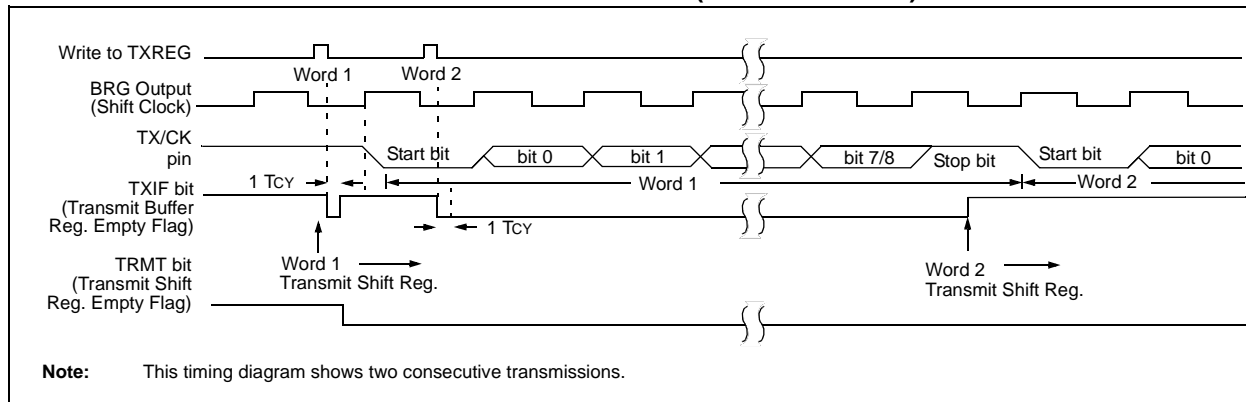 Write to TXREG
Word 1
Word 2
BRG Output
(Shift Clock)
TX/CK
pin
Start bit
bit 0
bit 1
bit 7/8
Stop bit
Start bit
bit 0
1 TCY
Word 1
Word 2
TXIF bit
(Transmit Buffer
Reg. Empty Flag)
1 TCY
Word 1
Transmit Shift Reg.
Word 2
Transmit Shift Reg.
TRMT bit
(Transmit Shift
Reg. Empty Flag)
Note: This timing diagram shows two consecutive transmissions.